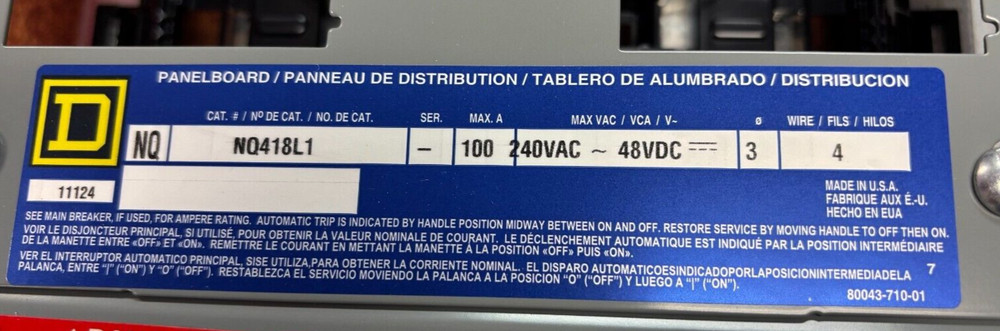 PANELBOARD / PANNEAU DE DISTRIBUTION / TABLERO DE ALUMBRADO / DISTRIBUCION
D
CAT. # / Nº DE CAT. / NO. DE CAT. SER. MAX. A MAX VAC / VCA / V~ ø WIRE / FILS / HILOS
NQ NQ418L1 – 100 240VAC ~ 48VDC ⎓ 3 4
11124
MADE IN U.S.A.
FABRIQUE AUX É.-U.
HECHO EN EUA
SEE MAIN BREAKER, IF USED, FOR AMPERE RATING. AUTOMATIC TRIP IS INDICATED BY HANDLE POSITION MIDWAY BETWEEN ON AND OFF. RESTORE SERVICE BY MOVING HANDLE TO OFF THEN ON.
VOIR LE DISJONCTEUR PRINCIPAL, SI UTILISÉ, POUR OBTENIR LA VALEUR NOMINALE DE COURANT. LE DÉCLENCHEMENT AUTOMATIQUE EST INDIQUÉ PAR LA POSITION INTERMÉDIAIRE
DE LA MANETTE ENTRE «OFF» ET «ON». REMETTRE LE COURANT EN METTANT LA MANETTE À LA POSITION «OFF» PUIS «ON».
VER EL INTERRUPTOR AUTOMATICO PRINCIPAL, SISE UTILIZA,PARA OBTENER LA CORRIENTE NOMINAL. EL DISPARO AUTOMATICOESINDICADOPORLAPOSICIONINTERMEDIADELA 7
PALANCA, ENTRE "|" ("ON") Y "O" ("OFF"). RESTABLEZCA EL SERVICIO MOVIENDO LA PALANCA A LA POSICION "O" ("OFF") Y LUEGO A "|" ("ON").
80043-710-01